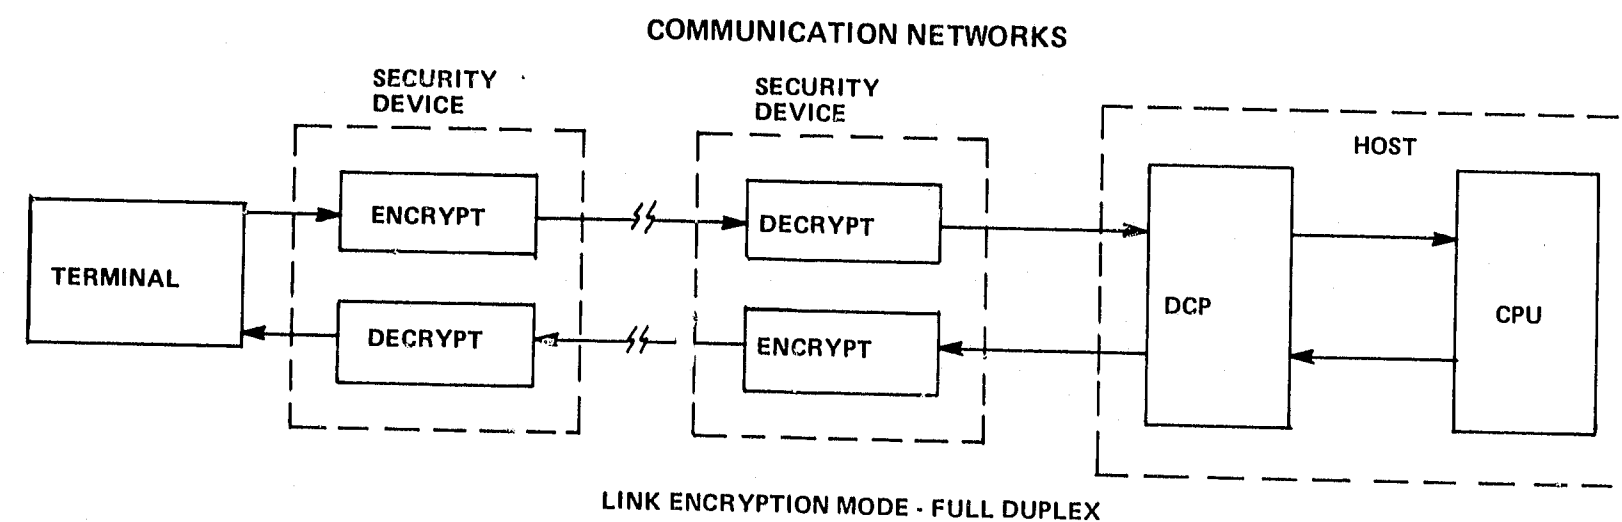 COMMUNICATION NETWORKS
SECURITY
DEVICE
SECURITY
DEVICE
HOST
ENCRYPT
DECRYPT
TERMINAL
DECRYPT
ENCRYPT
DCP
CPU
LINK ENCRYPTION MODE - FULL DUPLEX